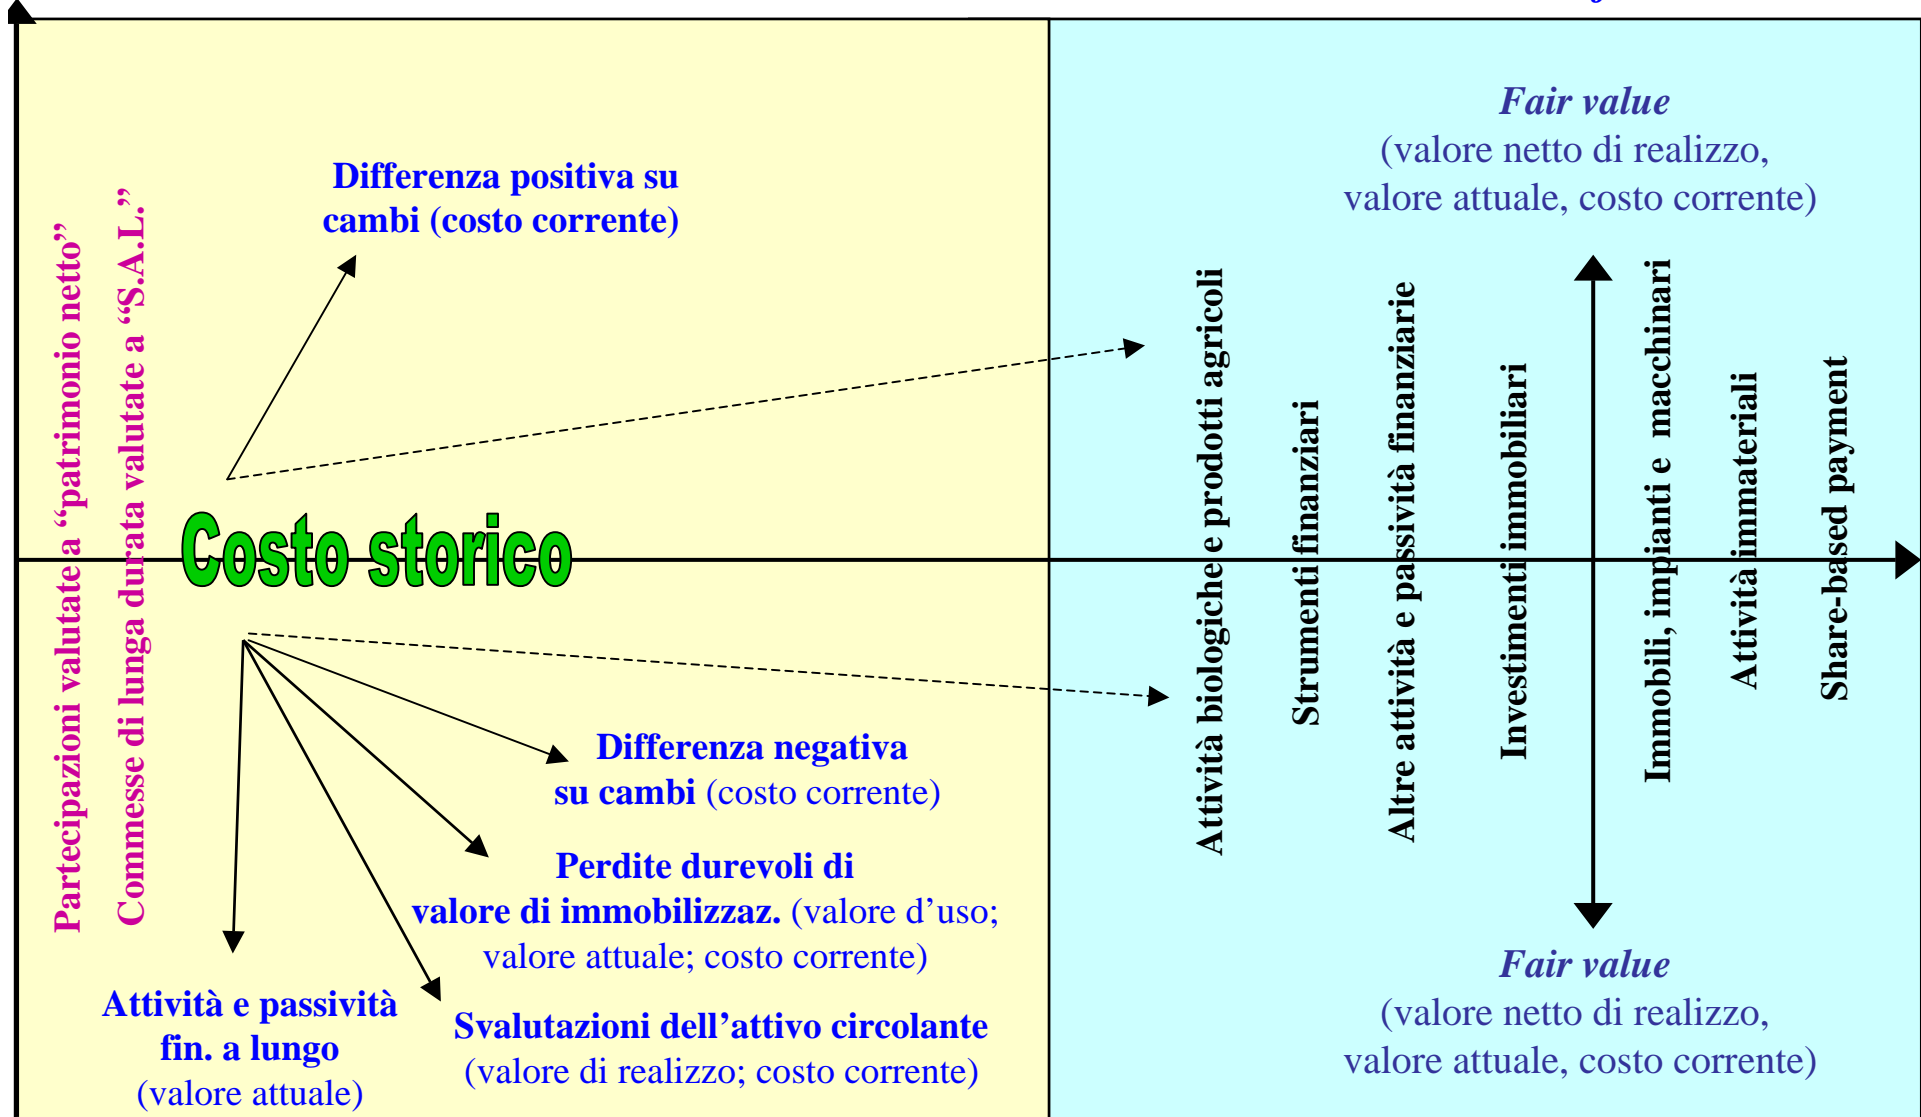 Fair value
(valore netto di realizzo,
valore attuale, costo corrente)
Differenza positiva su
cambi (costo corrente)
Partecipazioni valutate a “patrimonio netto”
Commesse di lunga durata valutate a “S.A.L.”
Costo storico
Attività biologiche e prodotti agricoli
Strumenti finanziari
Altre attività e passività finanziarie
Investimenti immobiliari
Immobili, impianti e macchinari
Attività immateriali
Share-based payment
Differenza negativa
su cambi (costo corrente)
Perdite durevoli di
valore di immobilizzaz. (valore d’uso;
valore attuale; costo corrente)
Attività e passività
fin. a lungo
(valore attuale)
Svalutazioni dell’attivo circolante
(valore di realizzo; costo corrente)
Fair value
(valore netto di realizzo,
valore attuale, costo corrente)